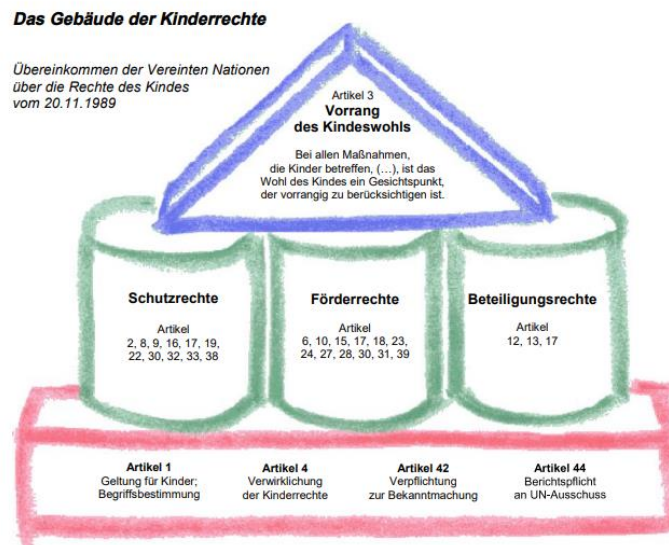 Das Gebäude der Kinderrechte
Übereinkommen der Vereinten Nationen
über die Rechte des Kindes
vom 20.11.1989
Artikel 3
Vorrang
des Kindeswohls
Bei allen Maßnahmen,
die Kinder betreffen, (...), ist das
Wohl des Kindes ein Gesichtspunkt,
der vorrangig zu berücksichtigen ist.
Schutzrechte
Artikel
2, 8, 9, 16, 17, 19,
22, 30, 32, 33, 38
Förderrechte
Artikel
6, 10, 15, 17, 18, 23,
24, 27, 28, 30, 31, 39
Beteiligungsrechte
Artikel
12, 13, 17
Artikel 1
Geltung für Kinder;
Begriffsbestimmung
Artikel 4
Verwirklichung
der Kinderrechte
Artikel 42
Verpflichtung
zur Bekanntmachung
Artikel 44
Berichtspflicht
an UN-Ausschuss